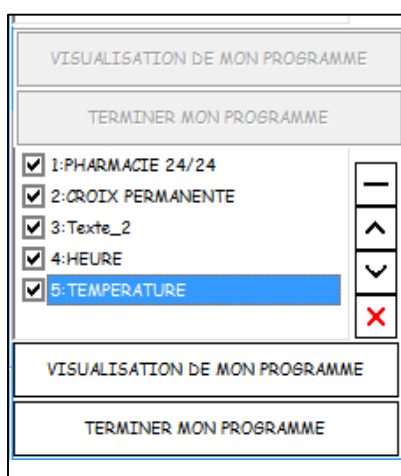 VISUALISATION DE MON PROGRAMME
TERMINER MON PROGRAMME
1:PHARMACIE 24/24
2:CROIX PERMANENTE
3:Texte_2
4:HEURE
5:TEMPERATURE
VISUALISATION DE MON PROGRAMME
TERMINER MON PROGRAMME